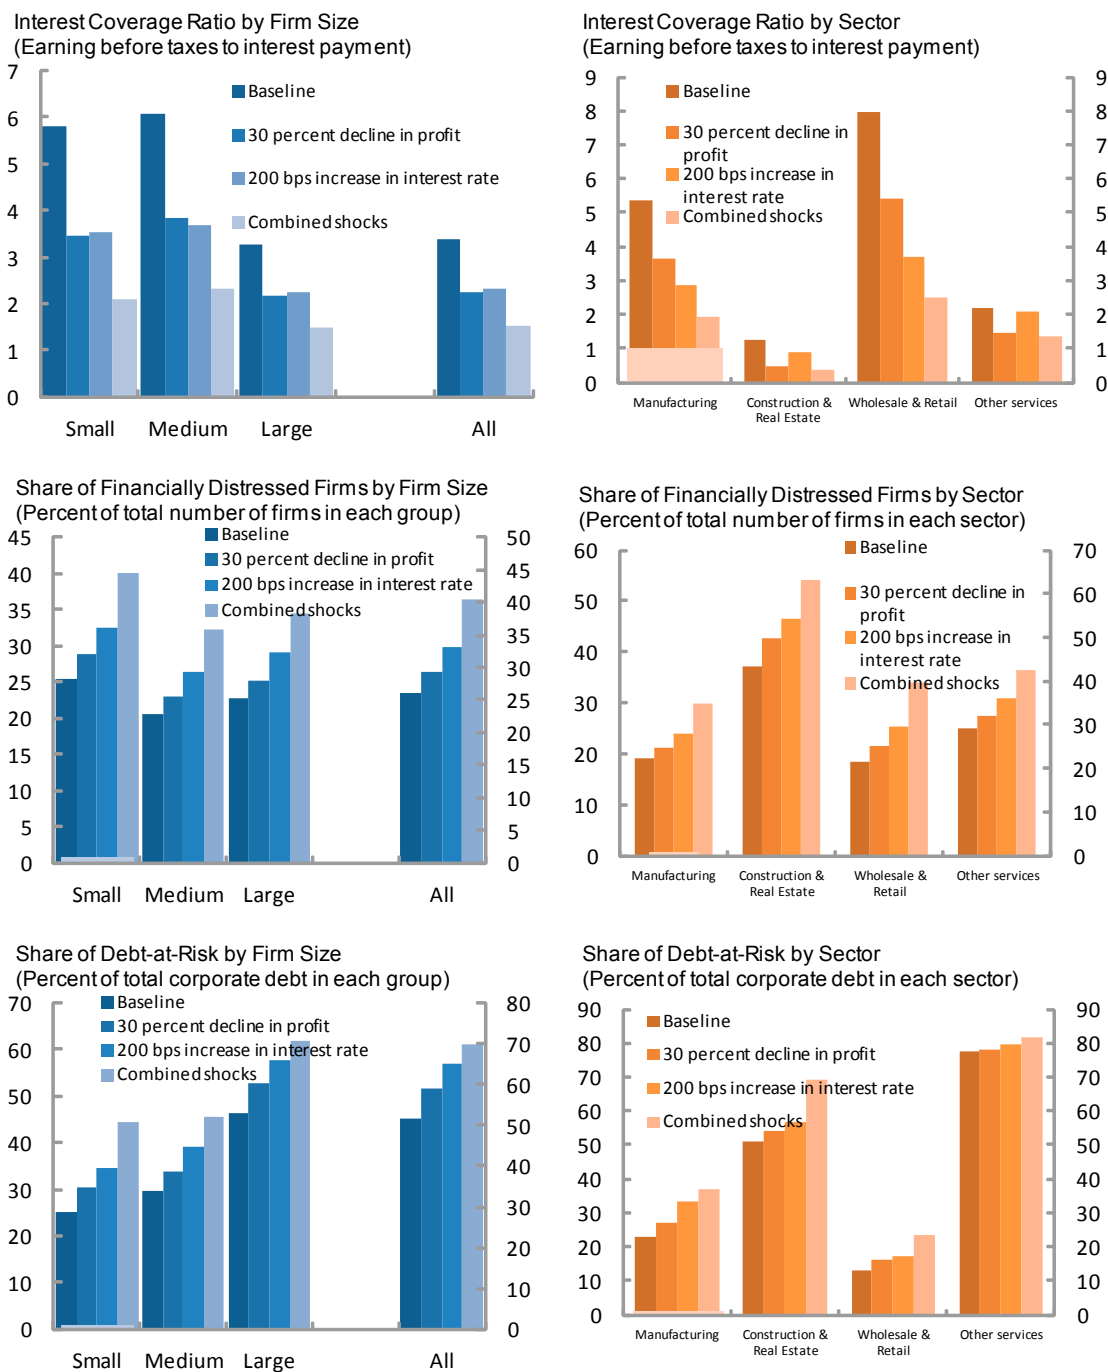 Interest Coverage Ratio by Firm Size
(Earning before taxes to interest payment)
7
6
5
4
3
2
1
0
Baseline
30 percent decline in profit
200 bps increase in interest rate
Combined shocks
Small
Medium
Large
All
Interest Coverage Ratio by Sector
(Earning before taxes to interest payment)
9
8
7
6
5
4
3
2
1
0
Baseline
30 percent decline in
profit
200 bps increase in
interest rate
Combined shocks
9
8
7
6
5
4
3
2
1
0
Manufacturing
Construction &
Real Estate
Wholesale & Retail
Other services
Share of Financially Distressed Firms by Firm Size
(Percent of total number of firms in each group)
45
40
35
30
25
20
15
10
5
0
Baseline
30 percent decline in profit
200 bps increase in interest rate
Combined shocks
50
45
40
35
30
25
20
15
10
5
0
Small
Medium
Large
All
Share of Financially Distressed Firms by Sector
(Percent of total number of firms in each sector)
60
50
40
30
20
10
0
Baseline
30 percent decline in
profit
200 bps increase in
interest rate
Combined shocks
70
60
50
40
30
20
10
0
Manufacturing
Construction &
Real Estate
Wholesale &
Retail
Other services
Share of Debt-at-Risk by Firm Size
(Percent of total corporate debt in each group)
70
60
50
40
30
20
10
0
Baseline
30 percent decline in profit
200 bps increase in interest rate
Combined shocks
80
70
60
50
40
30
20
10
0
Small
Medium
Large
All
Share of Debt-at-Risk by Sector
(Percent of total corporate debt in each sector)
90
80
70
60
50
40
30
20
10
0
Baseline
30 percent decline in profit
200 bps increase in interest rate
Combined shocks
90
80
70
60
50
40
30
20
10
0
Manufacturing
Construction &
Real Estate
Wholesale &
Retail
Other services